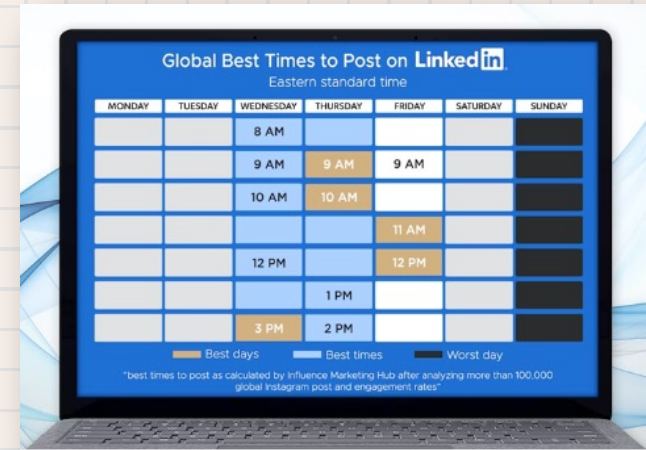 Global Best Times to Post on Linked in
Eastern standard time
MONDAY TUESDAY WEDNESDAY THURSDAY FRIDAY SATURDAY SUNDAY
8 AM
9 AM 9 AM 9 AM
10 AM 10 AM
11 AM
12 PM 12 PM
1 PM
3 PM 2 PM
Best days Best times Worst day
"best times to post as calculated by Influence Marketing Hub after analyzing more than 100,000
global Instagram post and engagement rates"